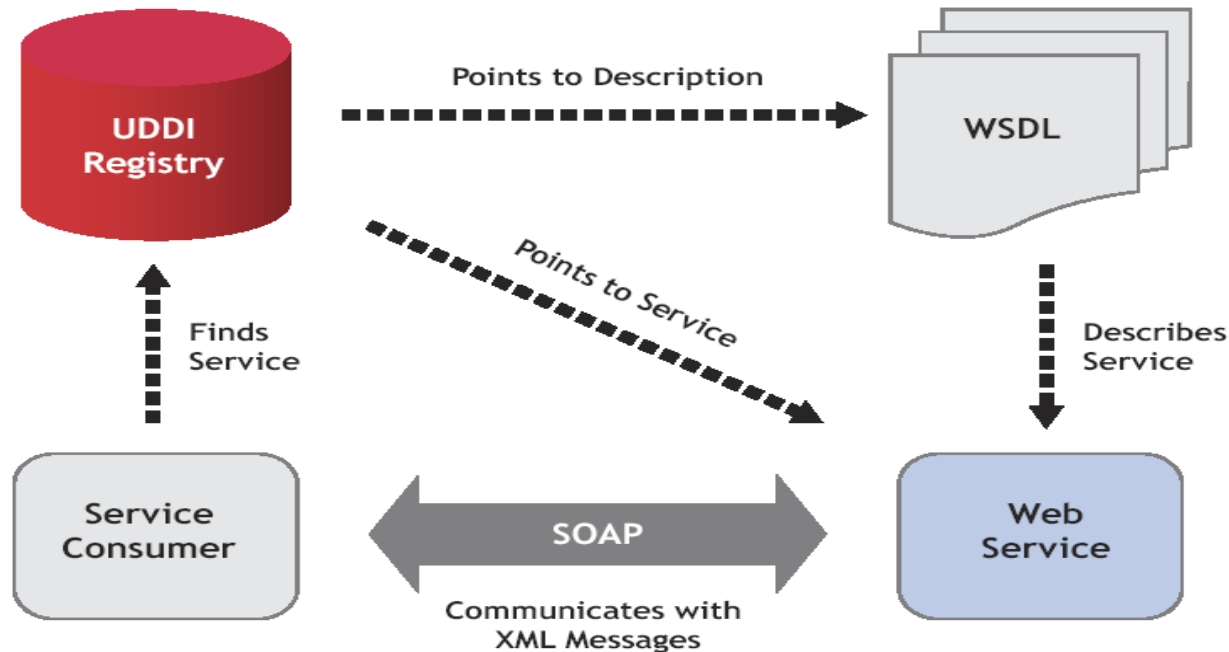 UDDI
Registry
Points to Description
WSDL
Points to Service
Finds
Service
Describes
Service
Service
Consumer
SOAP
Web
Service
Communicates with
XML Messages